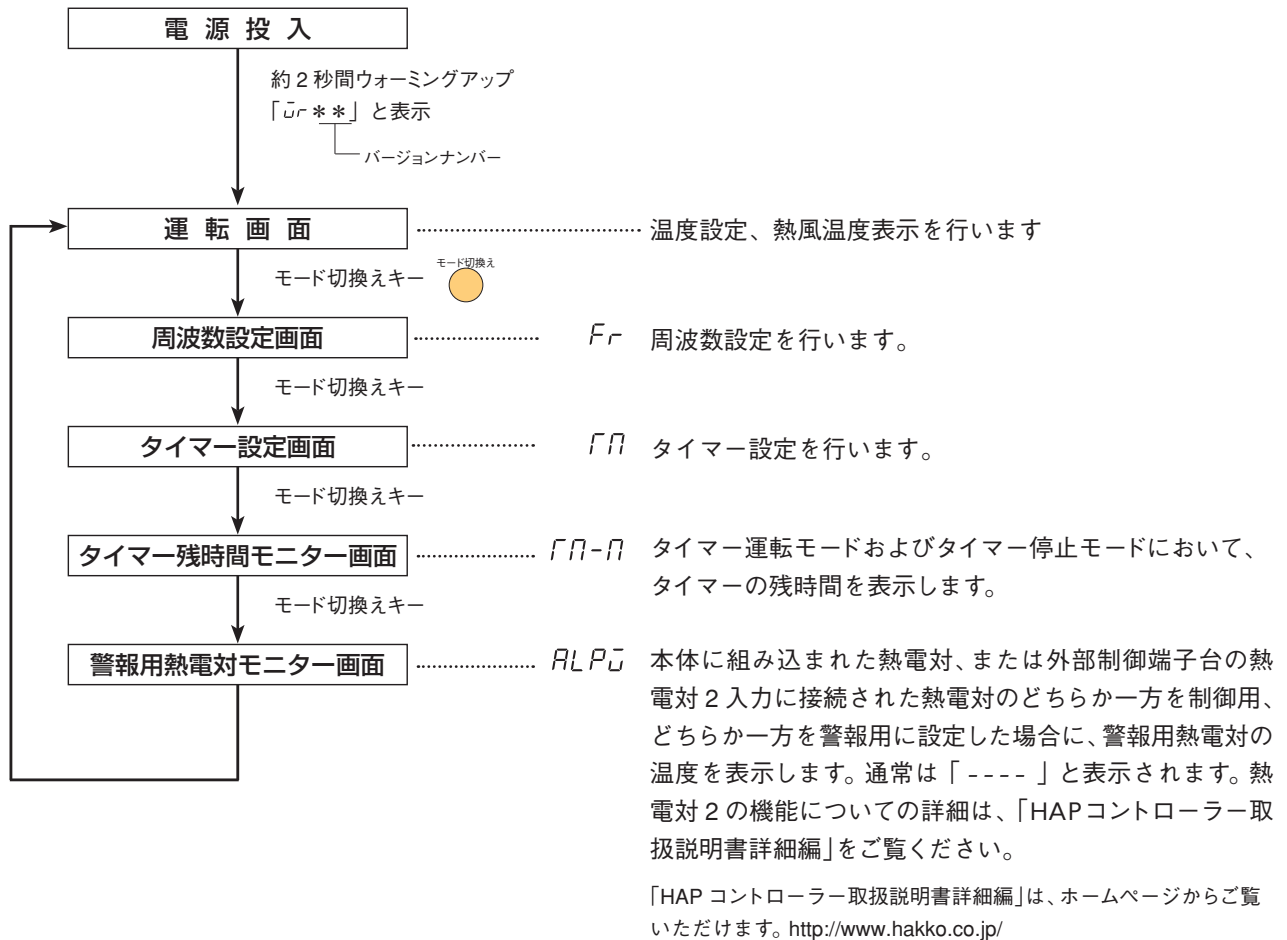 電源投入
約2秒間ウォーミングアップ
「ūr**」と表示
バージョンナンバー
運転画面
温度設定、熱風温度表示を行います
モード切換えキー
モード切換え
周波数設定画面
Fr 周波数設定を行います。
モード切換えキー
タイマー設定画面
タイマー設定を行います。
モード切換えキー
タイマー残時間モニター画面
タイマー運転モードおよびタイマー停止モードにおいて、
タイマーの残時間を表示します。
モード切換えキー
警報用熱電対モニター画面
本体に組み込まれた熱電対、または外部制御端子台の熱
電対2入力に接続された熱電対のどちらか一方を制御用、
どちらか一方を警報用に設定した場合に、警報用熱電対の
温度を表示します。通常は「 ---- 」と表示されます。熱
電対2の機能についての詳細は、「HAPコントローラー取
扱説明書詳細編」をご覧ください。
「HAP コントローラー取扱説明書詳細編」は、ホームページからご覧
いただけます。http://www.hakko.co.jp/